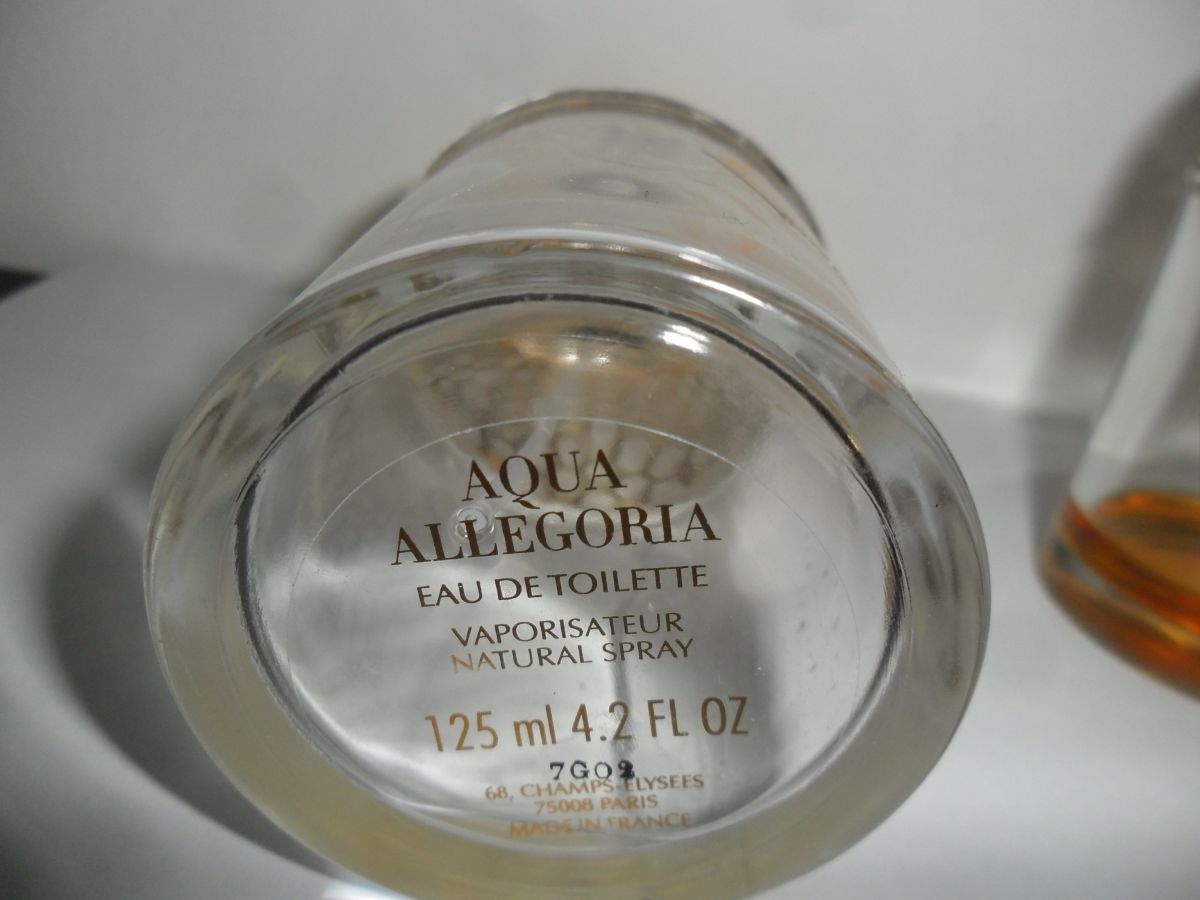 AQUA
ALLEGORIA
EAU DE TOILETTE
VAPORISATEUR
NATURAL SPRAY
125 ml 4.2 FL OZ
7G02
68, CHAMPS-ELYSEES
75008 PARIS
MADE IN FRANCE